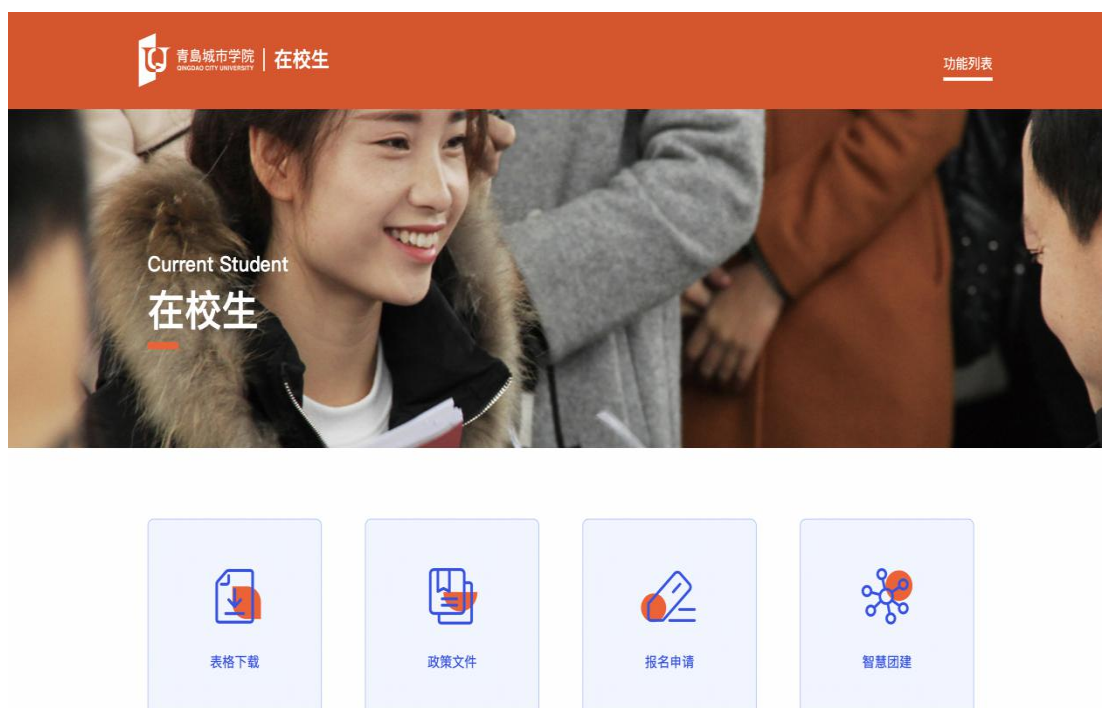 青島城市学院
QINGDAO CITY UNIVERSITY
在校生
功能列表
Current Student
在校生
表格下载
政策文件
报名申请
智慧团建